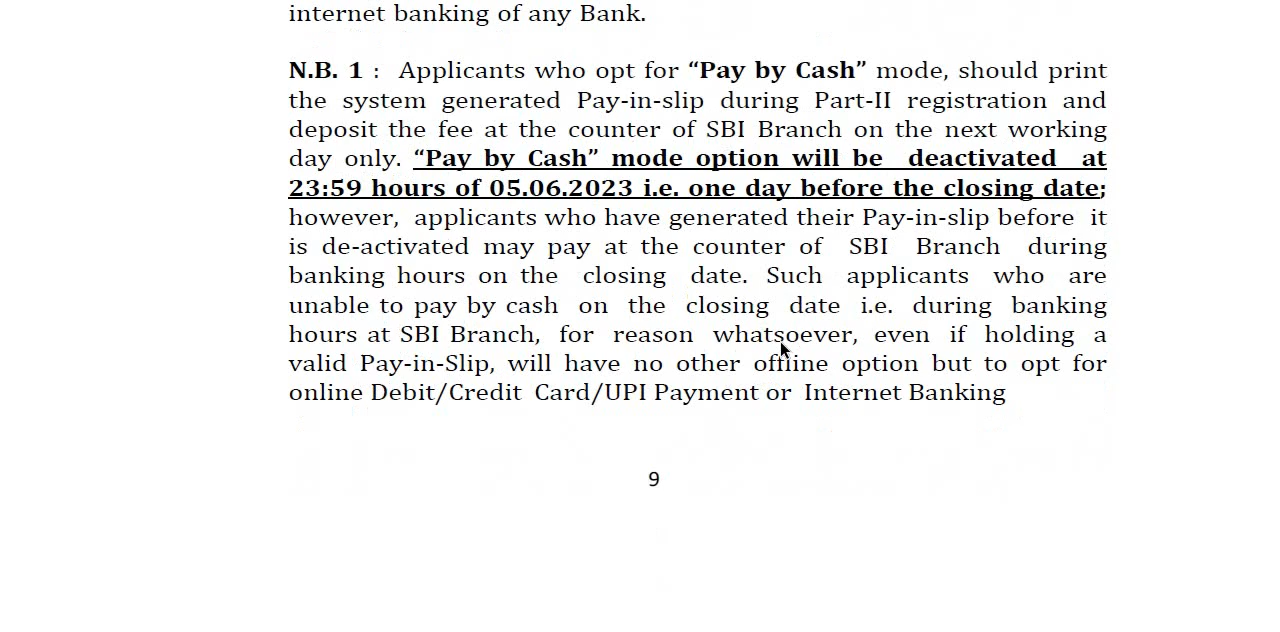 internet banking of any Bank.
N.B. 1 : Applicants who opt for “Pay by Cash” mode, should print
the system generated Pay-in-slip during Part-II registration and
deposit the fee at the counter of SBI Branch on the next working
day only. “Pay by Cash” mode option will be deactivated at
23:59 hours of 05.06.2023 i.e. one day before the closing date;
however, applicants who have generated their Pay-in-slip before it
is de-activated may pay at the counter of SBI Branch during
banking hours on the closing date. Such applicants who are
unable to pay by cash on the closing date i.e. during banking
hours at SBI Branch, for reason whatsoever, even if holding a
valid Pay-in-Slip, will have no other offline option but to opt for
online Debit/Credit Card/UPI Payment or Internet Banking
9